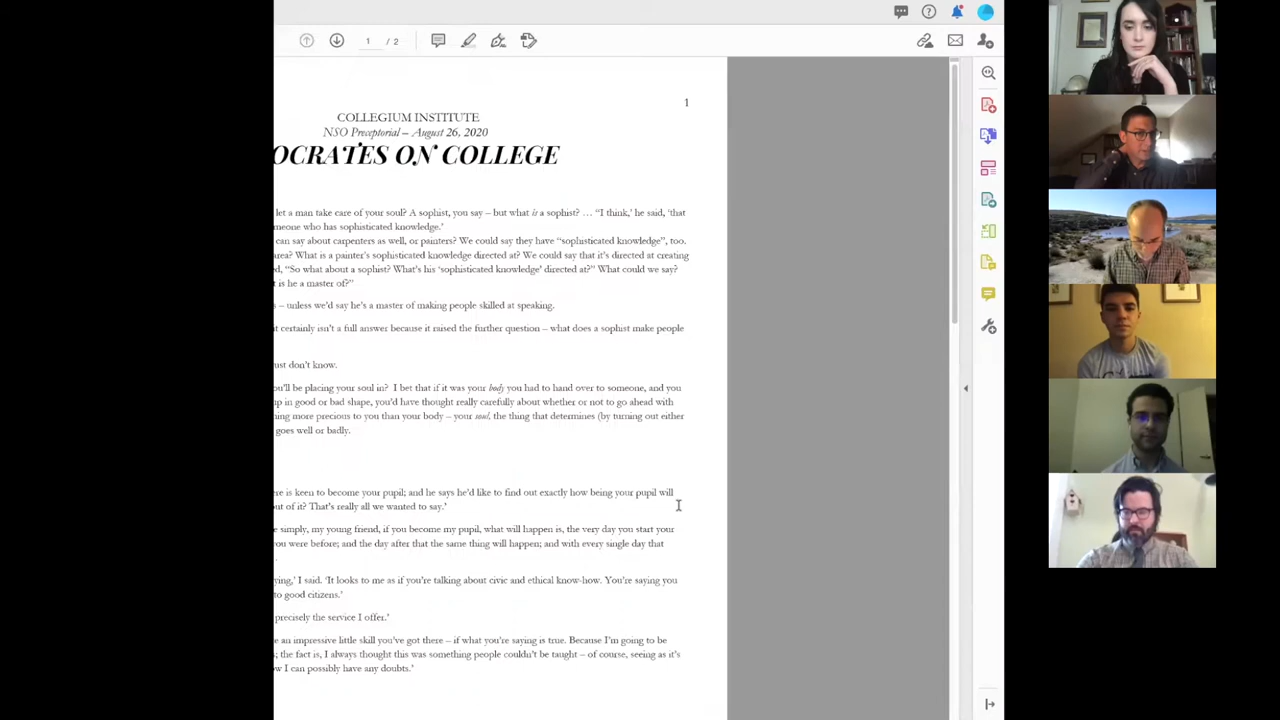 1 / 2
1
COLLEGIUM INSTITUTE
NSO Preceptorial – August 26, 2020
OCRATES ON COLLEGE
let a man take care of your soul? A sophist, you say – but what is a sophist? … “I think,’ he said, ‘that
meone who has sophisticated knowledge.’
can say about carpenters as well, or painters? We could say they have “sophisticated knowledge”, too.
area? What is a painter’s sophisticated knowledge directed at? We could say that it’s directed at creating
d, “So what about a sophist? What’s his ‘sophisticated knowledge’ directed at?” What could we say?
t is he a master of?”
s – unless we’d say he’s a master of making people skilled at speaking.
it certainly isn’t a full answer because it raised the further question – what does a sophist make people
ust don’t know.
ou’ll be placing your soul in? I bet that if it was your body you had to hand over to someone, and you
up in good or bad shape, you’d have thought really carefully about whether or not to go ahead with
hing more precious to you than your body – your soul, the thing that determines (by turning out either
goes well or badly.
ere is keen to become your pupil; and he says he’d like to find out exactly how being your pupil will
out of it? That’s really all we wanted to say.’
e simply, my young friend, if you become my pupil, what will happen is, the very day you start your
you were before; and the day after that the same thing will happen; and with every single day that
ying,’ I said. ‘It looks to me as if you’re talking about civic and ethical know-how. You’re saying you
to good citizens.’
precisely the service I offer.’
e an impressive little skill you’ve got there – if what you’re saying is true. Because I’m going to be
s; the fact is, I always thought this was something people couldn’t be taught – of course, seeing as it’s
ow I can possibly have any doubts.’